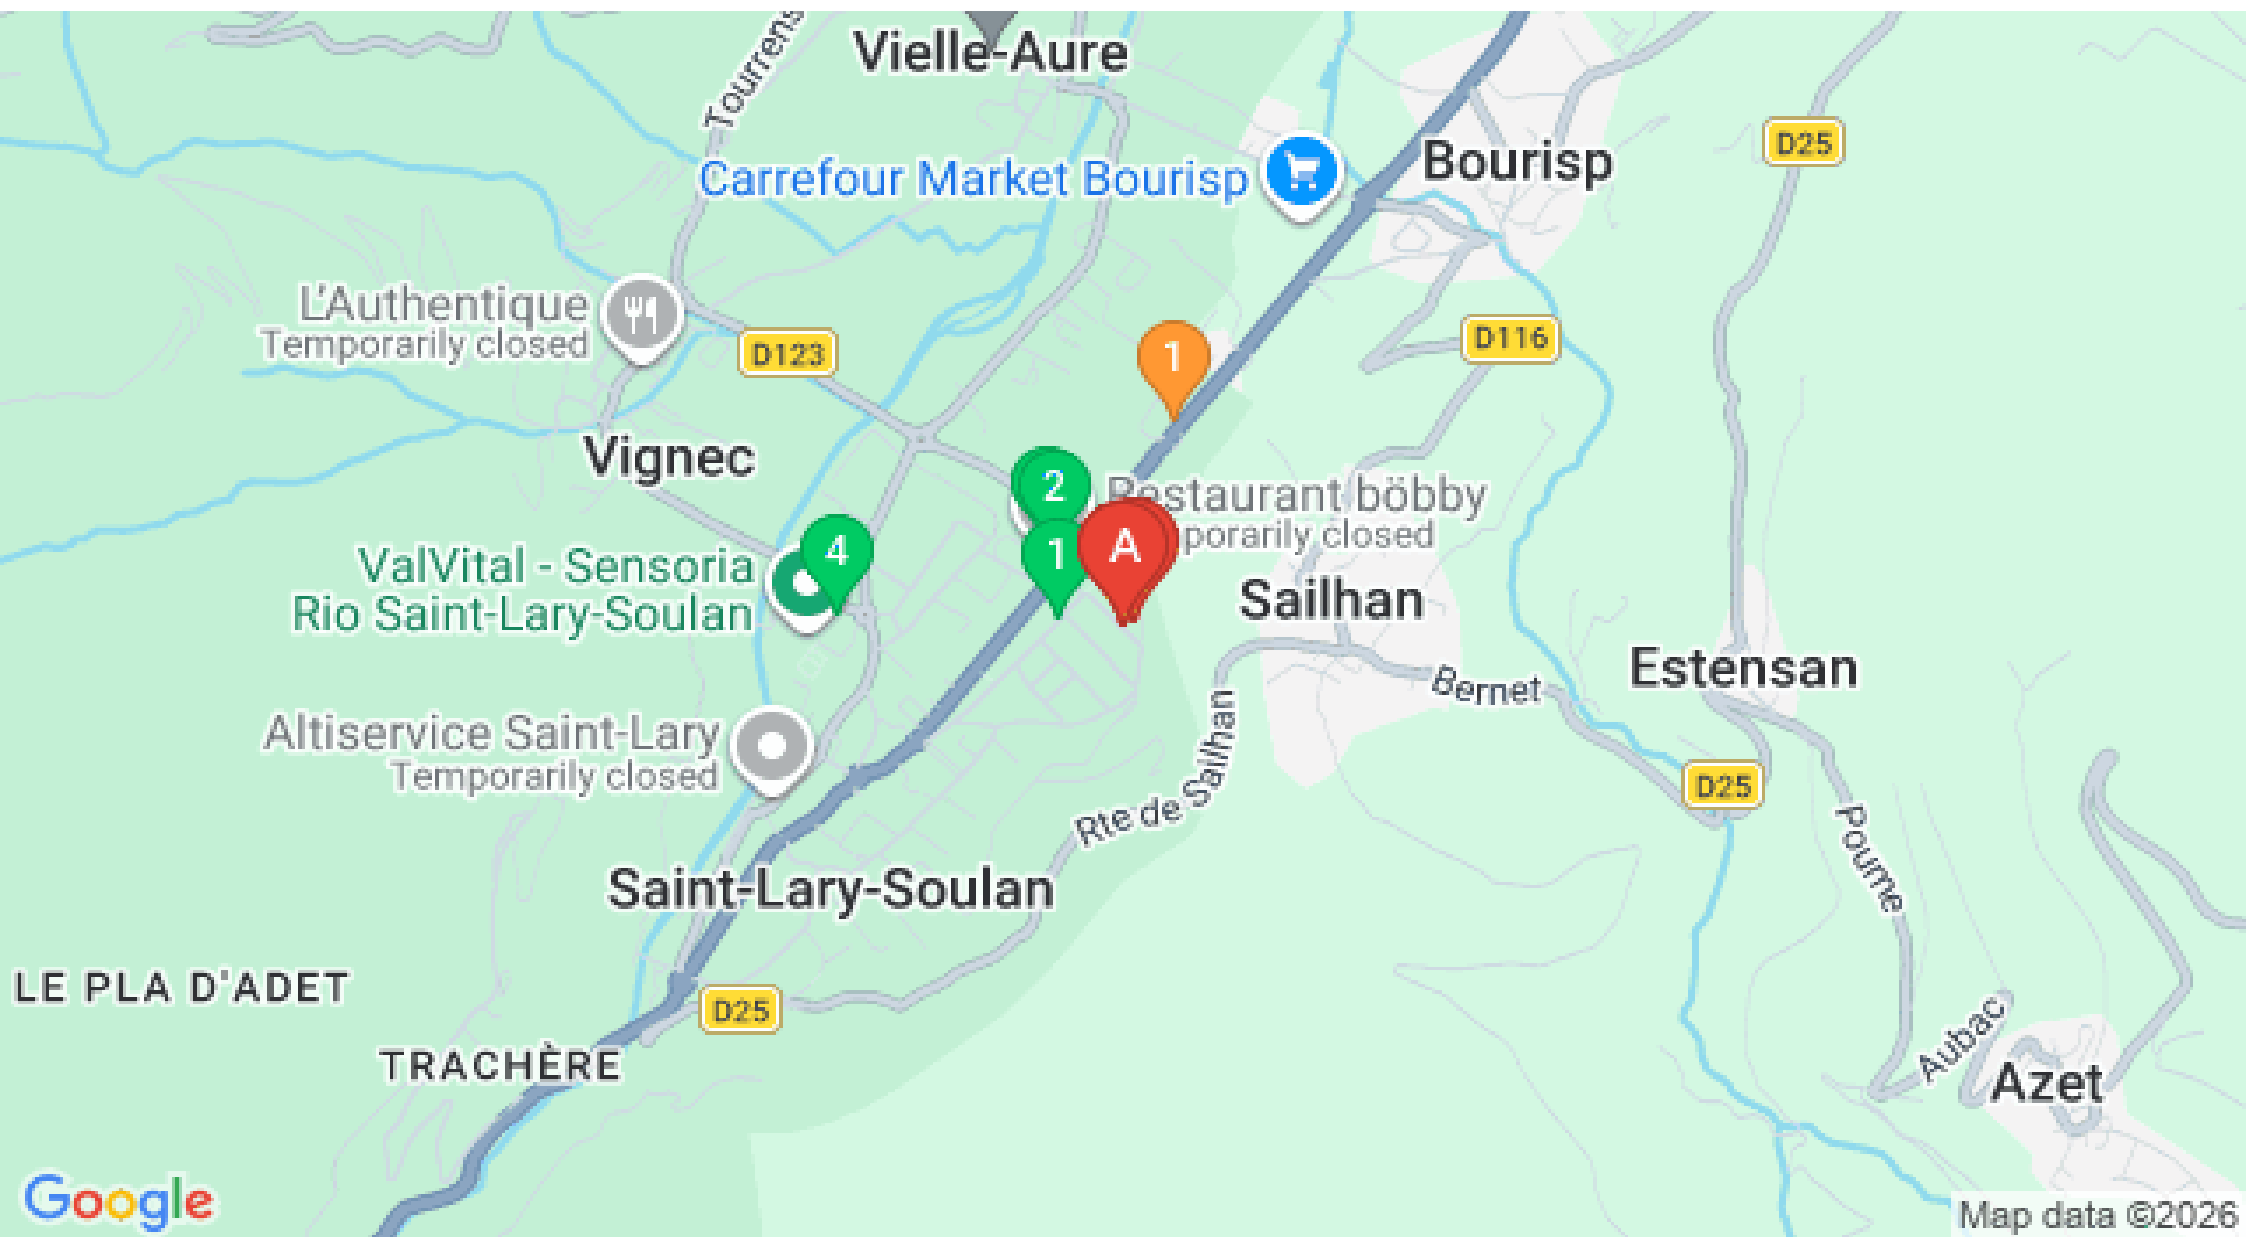 Vielle-Aure
Tourrens
Carrefour Market Bourisp
Bourisp
D25
L'Authentique
Temporarily closed
D123
D116
1
Vignec
2
Restaurant böbby
porarily closed
A
1
4
ValVital - Sensoria
Rio Saint-Lary-Soulan
Sailhan
Estensan
Bernet
Altiservice Saint-Lary
Temporarily closed
Rte de Sailhan
D25
Poume
Saint-Lary-Soulan
LE PLA D'ADET
D25
TRACHÈRE
Aubac
Azet
Google
Map data ©2026